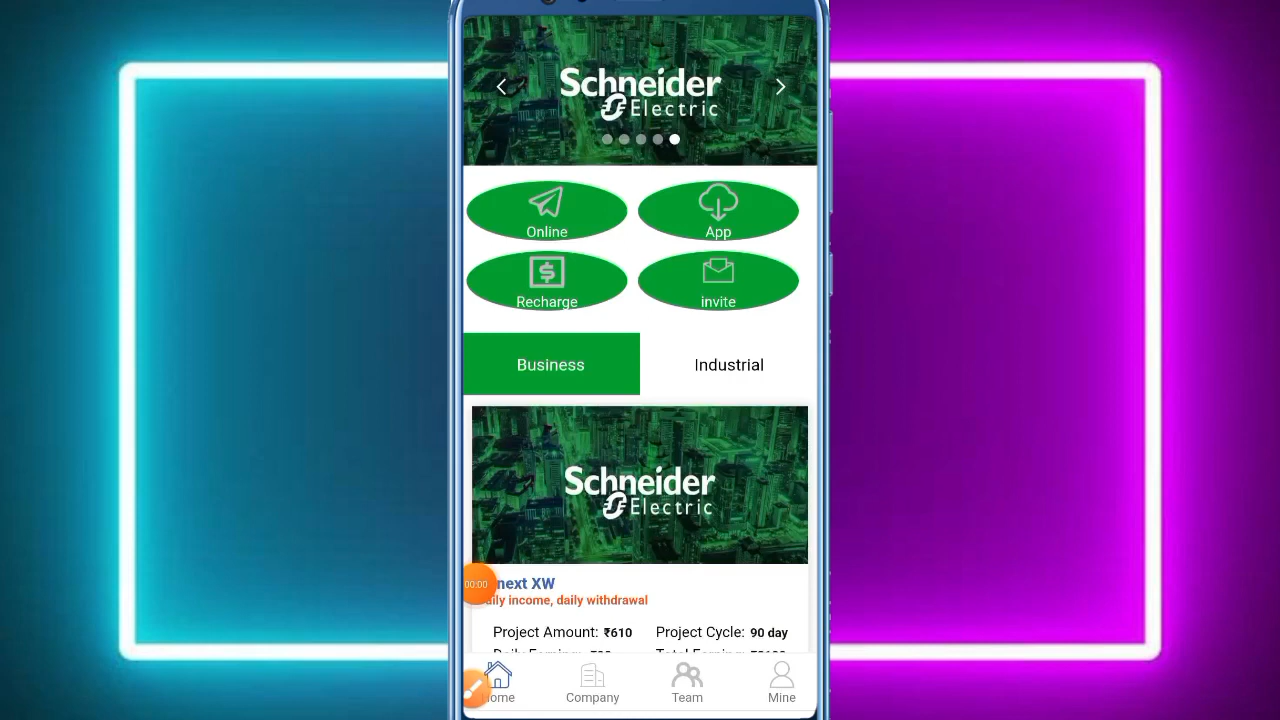 Schneider
Electric
Online
App
Recharge
invite
Business
Industrial
Schneider
Electric
next XW
daily income, daily withdrawal
Project Amount: ₹610
Project Cycle: 90 day
00:00
Home
Company
Team
Mine